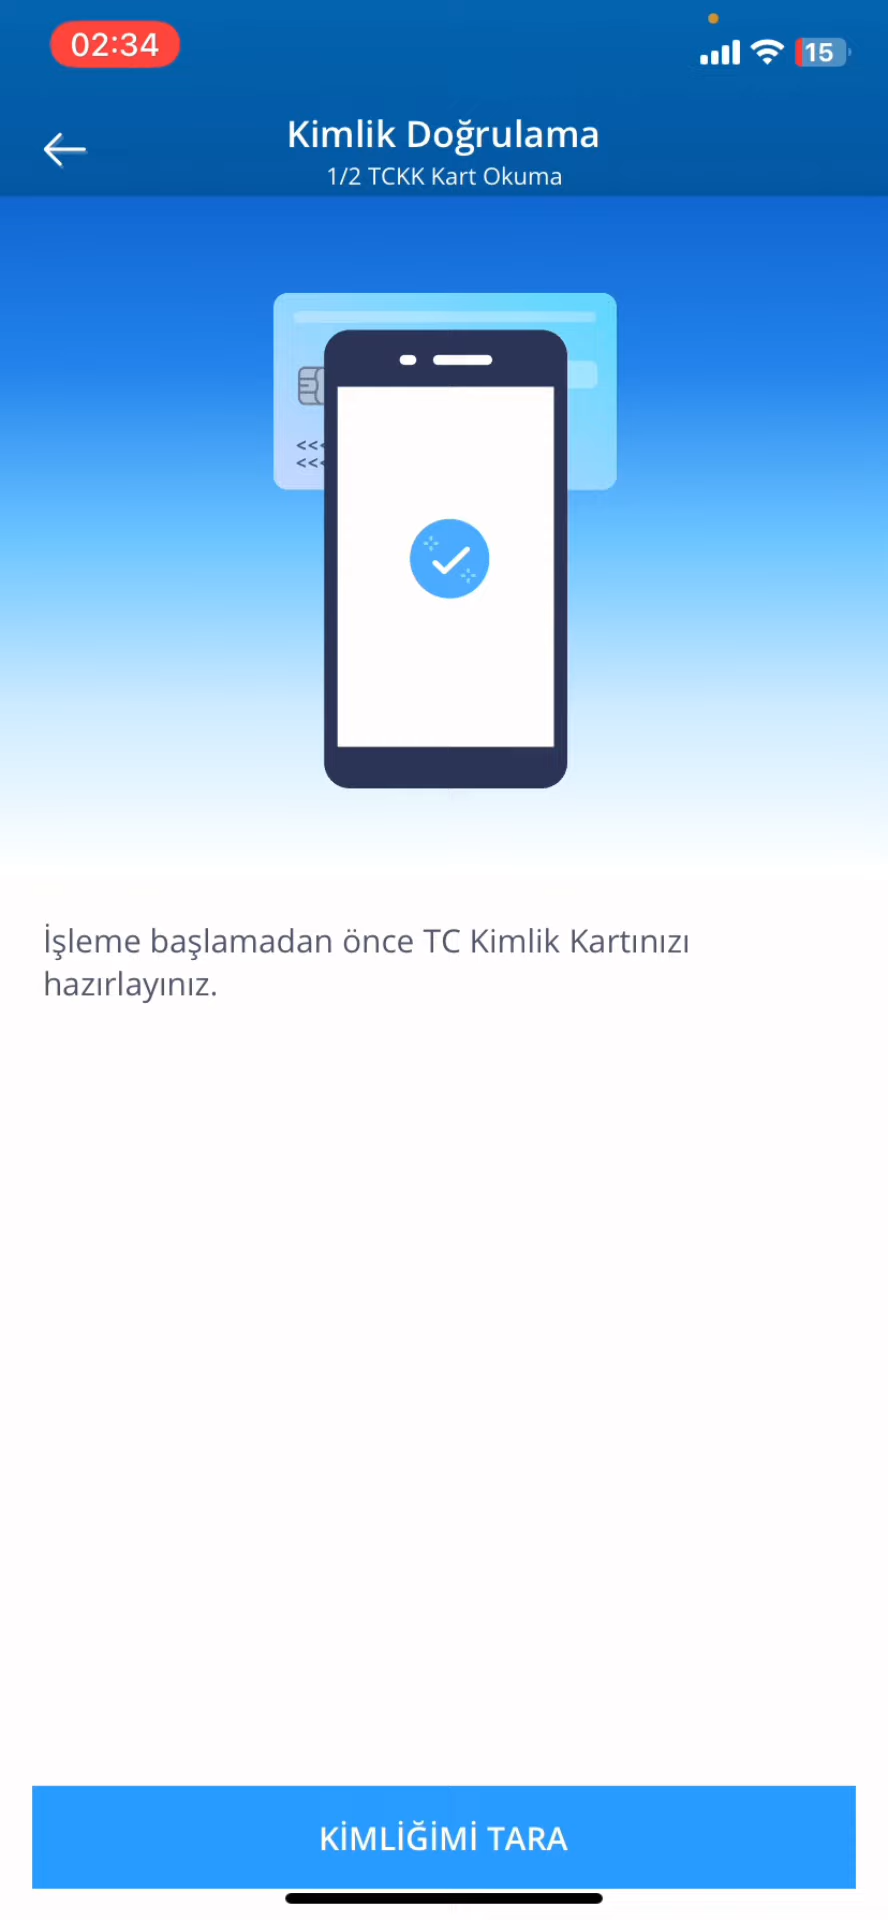 02:34
15
Kimlik Doğrulama
1/2 TCKK Kart Okuma
<<<
<<<
İşleme başlamadan önce TC Kimlik Kartınızı
hazırlayınız.
KİMLİĞİMİ TARA